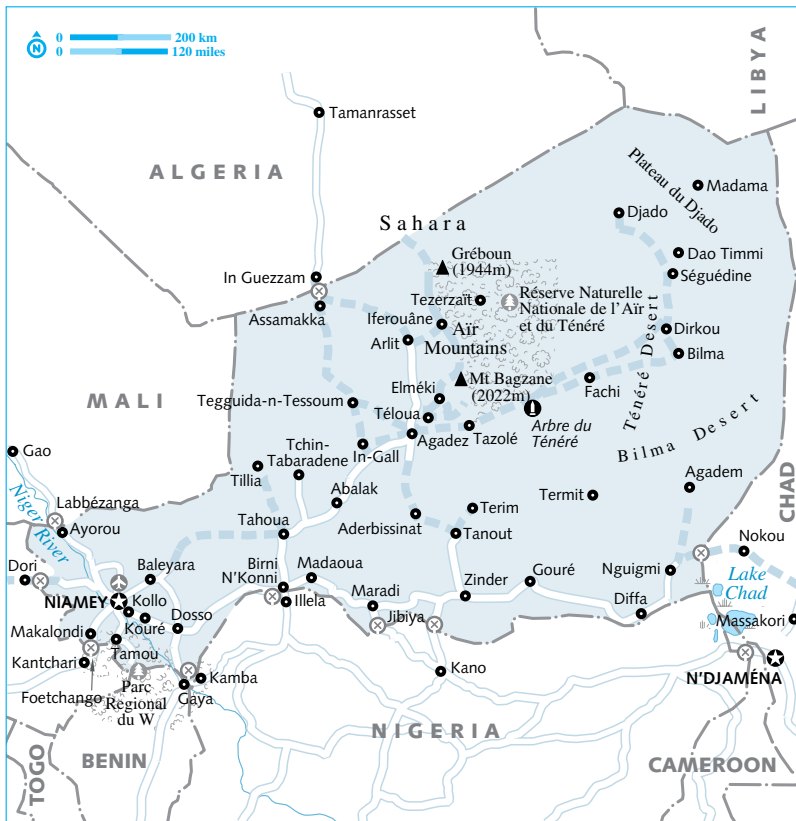 0 200 km
N
0 120 miles
LIBYA
Tamanrasset
ALGERIA
Plateau du Djado
Madama
Djado
Sahara
Gréboun
(1944m)
Dao Timmi
Séguédine
In Guezzam
Tezerzaït
Réserve Naturelle
Nationale de l'Aïr
et du Ténéré
Assamakka
Iferouâne
Aïr
Mountains
Arlit
Dirkou
Bilma
Ténéré Desert
Mt Bagzane
(2022m)
Fachi
MALI
Elméki
Tegguida-n-Tessoum
Téloua
Arbre du
Ténéré
Agadez
Tazolé
In-Gall
Bilma Desert
Tchin-
Tabaradene
Gao
Tillia
Abalak
Agadem
CHAD
Labbézanga
Termit
Terim
Niger River
Ayorou
Aderbissinat
Tahoua
Tanout
Nokou
Dori
Baleyara
Birni
N'Konni
Madaoua
Gouré
Nguigmi
Lake
Chad
NIAMEY
Kollo
Illela
Maradi
Zinder
Diffa
Massakori
Dosso
Jibiya
Makalondi
Kouré
Tamou
Kantchari
Kamba
Kano
Foetchango
Parc
Regional
du W
Gaya
N'DJAMÉNA
NIGERIA
TOGO
BENIN
CAMEROON